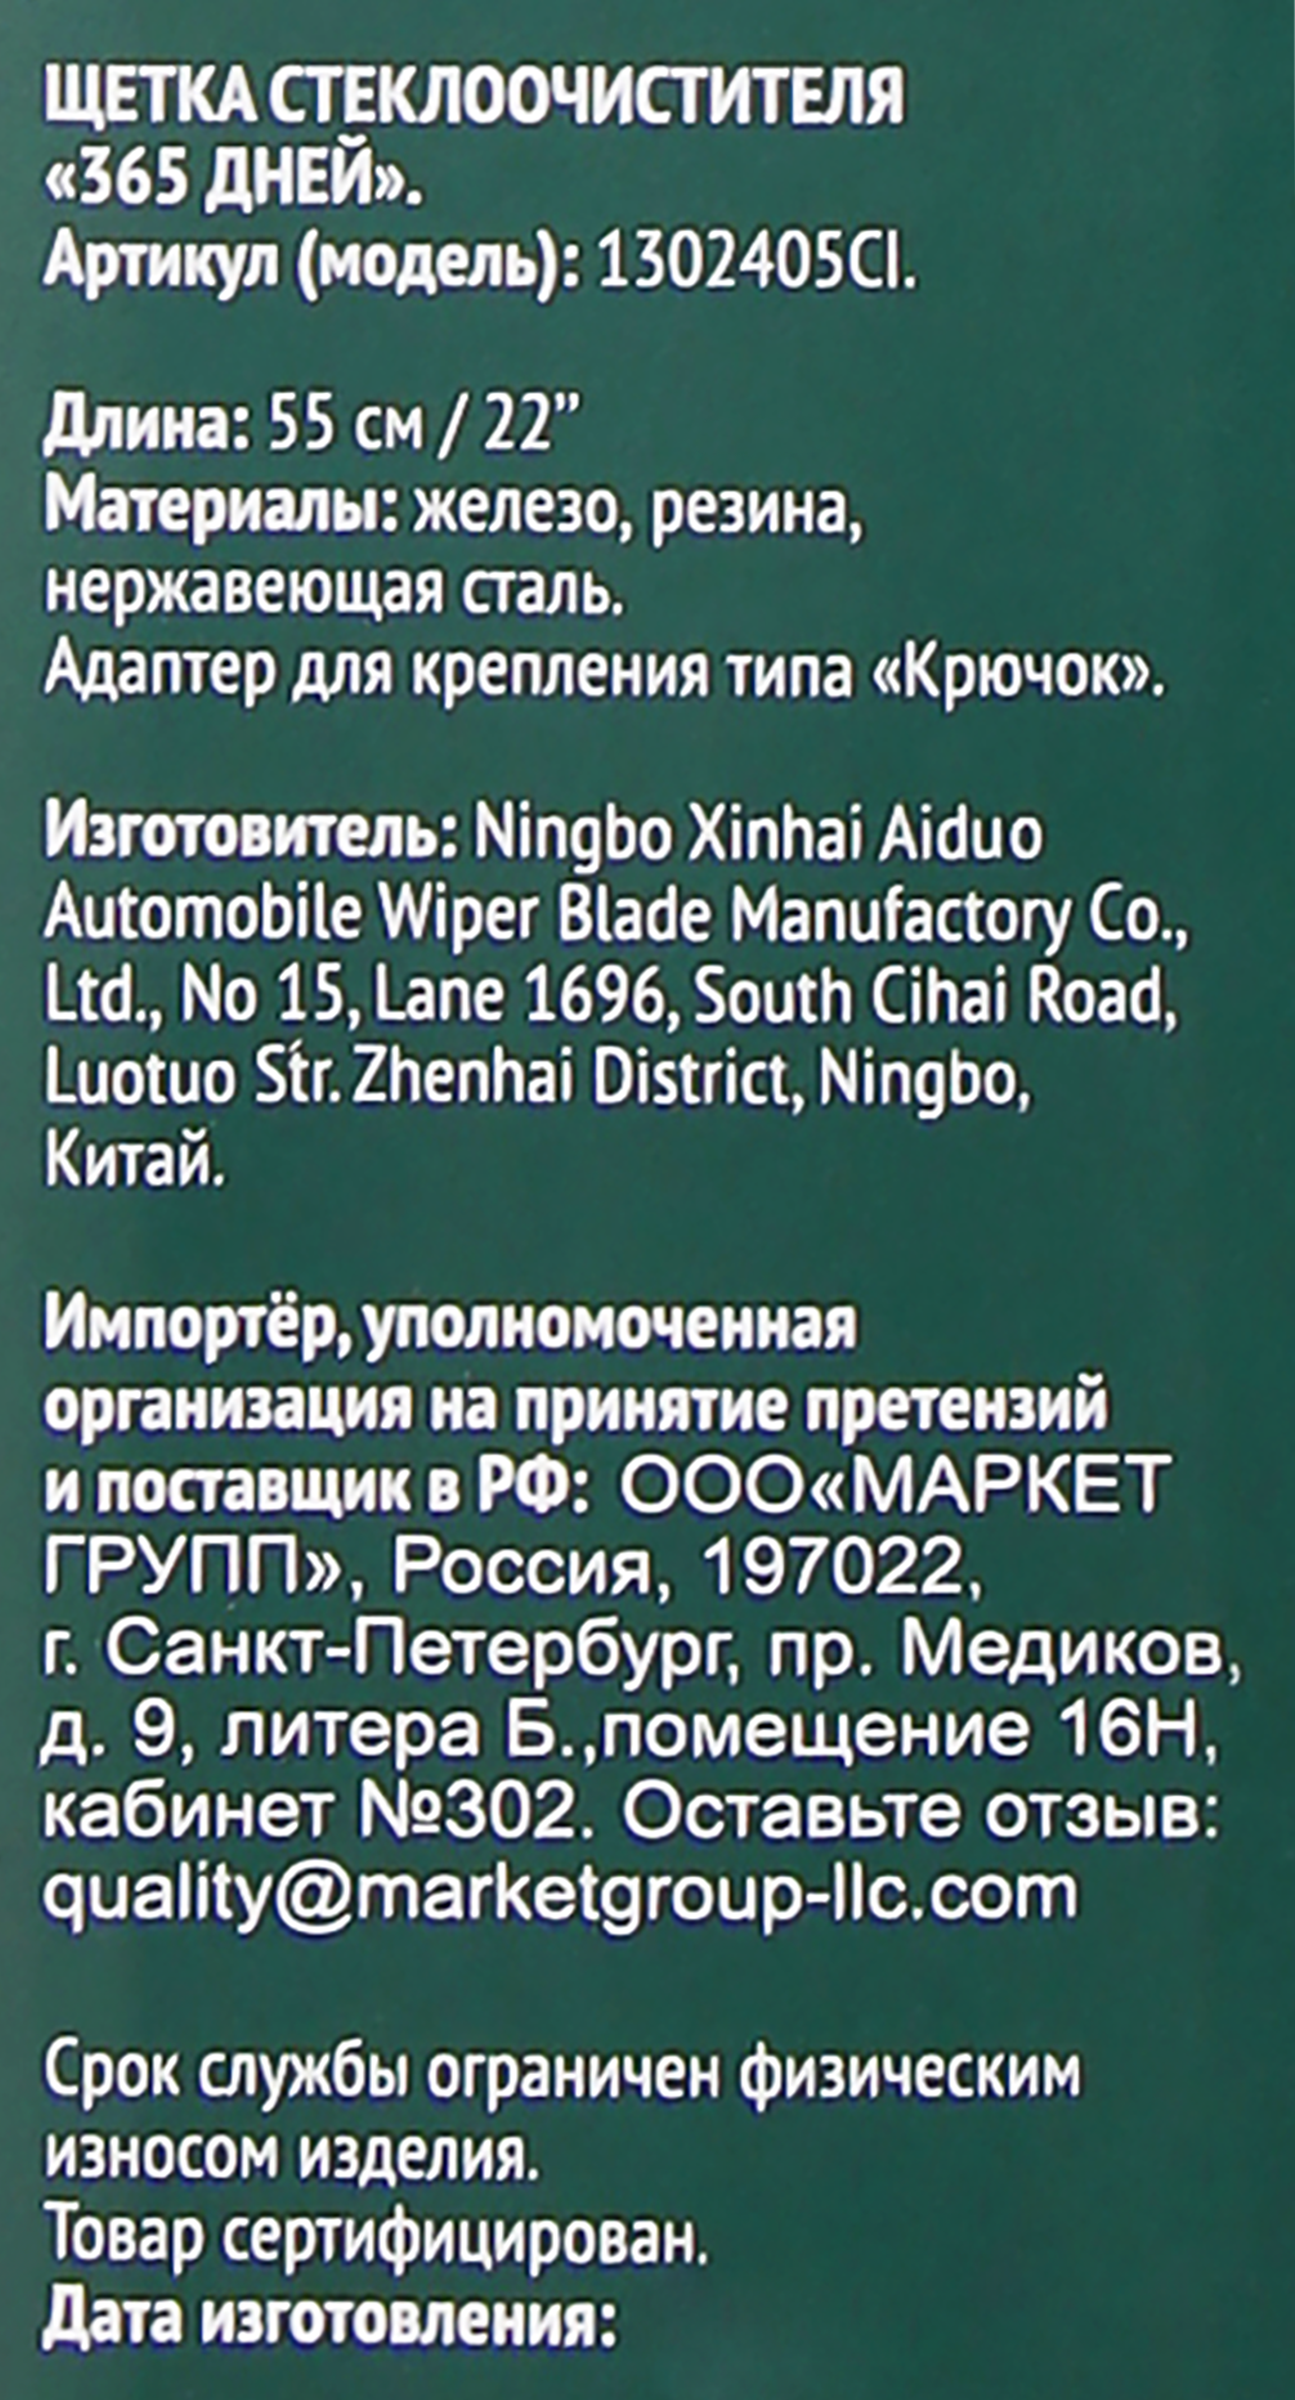 ЩЕТКА СТЕКЛООЧИСТИТЕЛЯ
«365 ДНЕЙ».
Артикул (модель): 1302405CI.
Длина: 55 см / 22”
Материалы: железо, резина,
нержавеющая сталь.
Адаптер для крепления типа «Крючок».
Изготовитель: Ningbo Xinhai Aiduo
Automobile Wiper Blade Manufactory Co.,
Ltd., No 15, Lane 1696, South Cihai Road,
Luotuo Str. Zhenhai District, Ningbo,
Китай.
Импортёр, уполномоченная
организация на принятие претензий
и поставщик в РФ: ООО«МАРКЕТ
ГРУПП», Россия, 197022,
г. Санкт-Петербург, пр. Медиков,
д. 9, литера Б.,помещение 16Н,
кабинет №302. Оставьте отзыв:
quality@marketgroup-llc.com
Срок службы ограничен физическим
износом изделия.
Товар сертифицирован.
Дата изготовления: